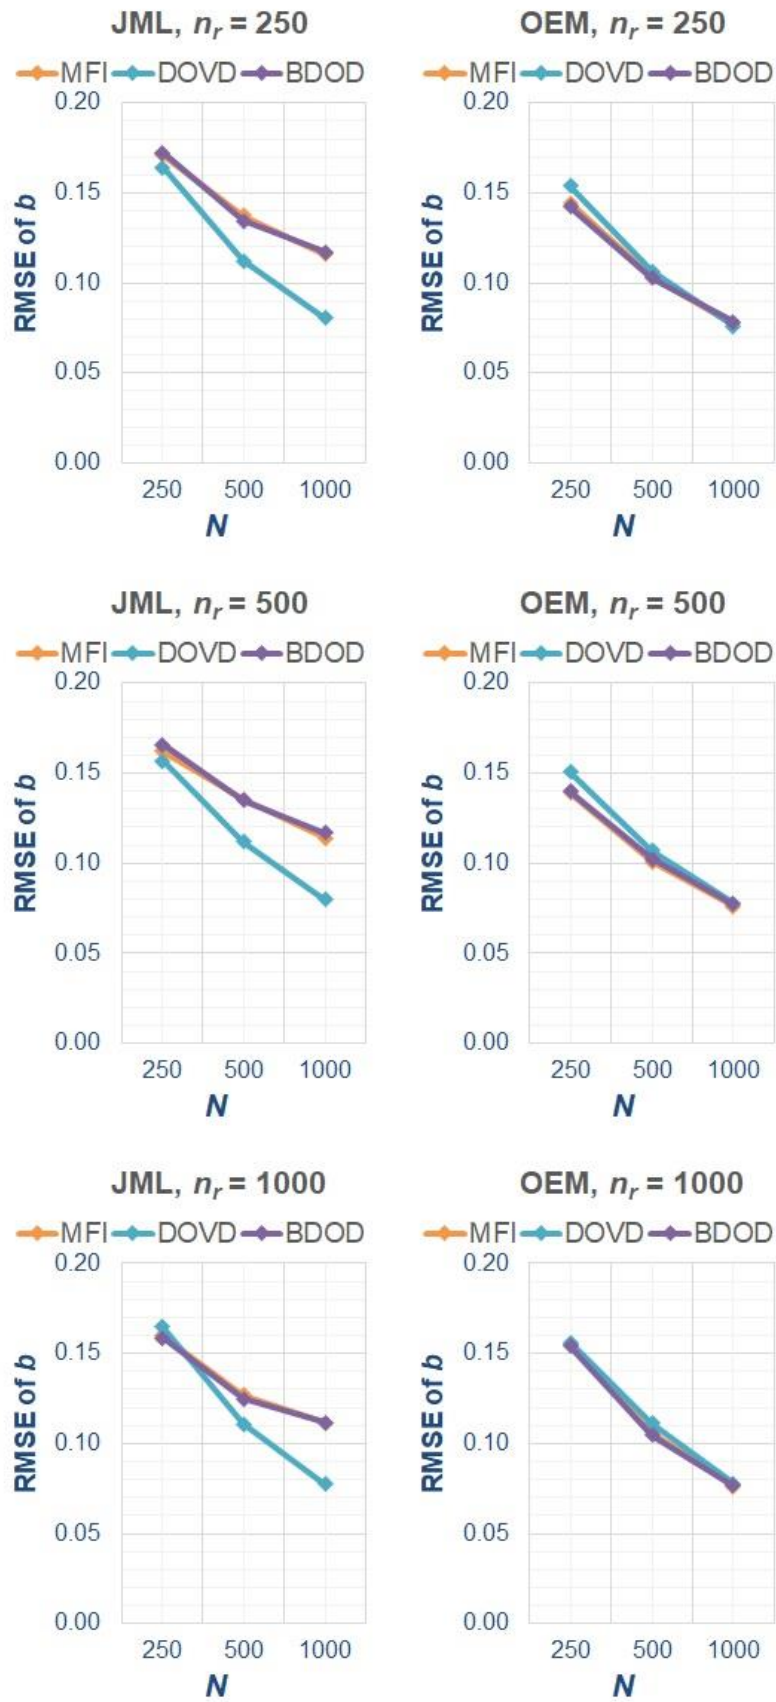 JML, nr = 250
MFI DOVD BDOD
RMSE of b
0.20
0.15
0.10
0.05
0.00
250 500 1000
N
OEM, nr = 250
MFI DOVD BDOD
RMSE of b
0.20
0.15
0.10
0.05
0.00
250 500 1000
N
JML, nr = 500
MFI DOVD BDOD
RMSE of b
0.20
0.15
0.10
0.05
0.00
250 500 1000
N
OEM, nr = 500
MFI DOVD BDOD
RMSE of b
0.20
0.15
0.10
0.05
0.00
250 500 1000
N
JML, nr = 1000
MFI DOVD BDOD
RMSE of b
0.20
0.15
0.10
0.05
0.00
250 500 1000
N
OEM, nr = 1000
MFI DOVD BDOD
RMSE of b
0.20
0.15
0.10
0.05
0.00
250 500 1000
N